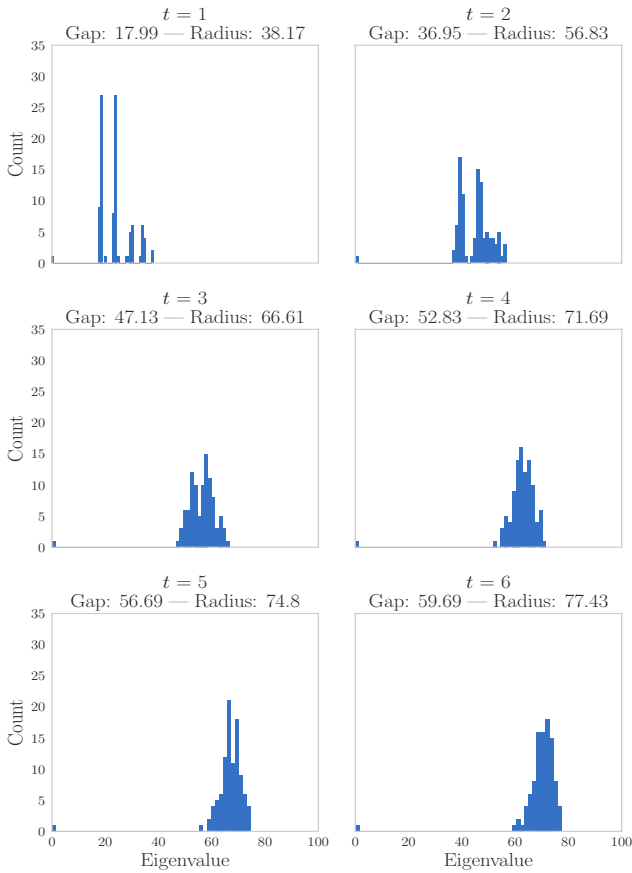 t = 1
Gap: 17.99 — Radius: 38.17
t = 2
Gap: 36.95 — Radius: 56.83
35
30
25
20
15
10
5
0
Count
t = 3
Gap: 47.13 — Radius: 66.61
t = 4
Gap: 52.83 — Radius: 71.69
35
30
25
20
15
10
5
0
Count
t = 5
Gap: 56.69 — Radius: 74.8
t = 6
Gap: 59.69 — Radius: 77.43
35
30
25
20
15
10
5
0
Count
0 20 40 60 80 100
0 20 40 60 80 100
Eigenvalue
Eigenvalue